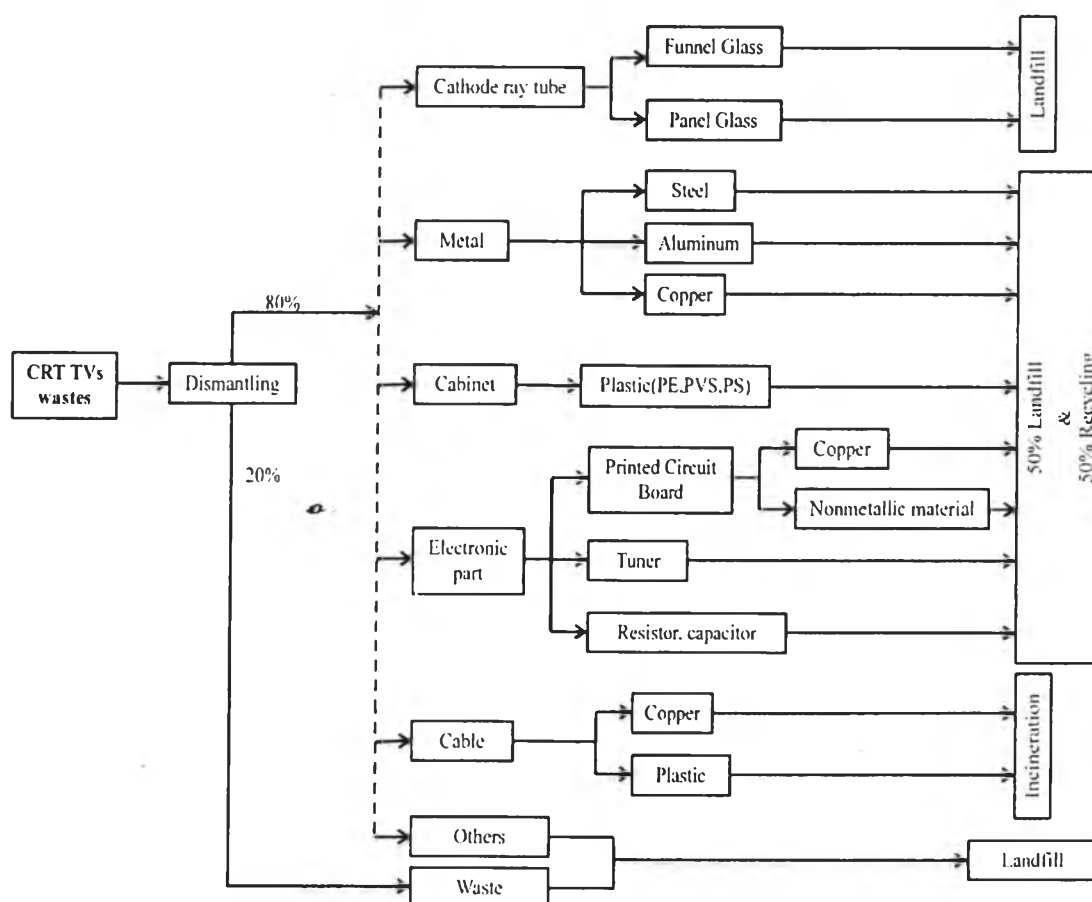 Funnel Glass
Cathode ray tube
Panel Glass
Landfill
Steel
Metal
Aluminum
Copper
80%
CRT TVs
wastes
Dismantling
Cabinet
Plastic(PE,PVS,PS)
50% Landfill
&
50% Recycling
20%
Printed Circuit
Board
Copper
Nonmetallic material
Electronic
part
Tuner
Resistor, capacitor
Cable
Copper
Plastic
Incineration
Others
Waste
Landfill